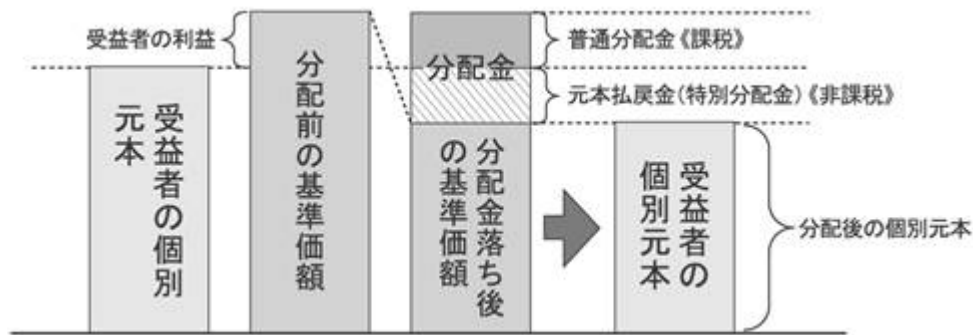 受益者の利益
受益者の個別
元本
分配前の基準価額
分配金
分配金落ち後
の基準価額
普通分配金《課税》
元本払戻金(特別分配金)《非課税》
受益者の
個別元本
分配後の個別元本